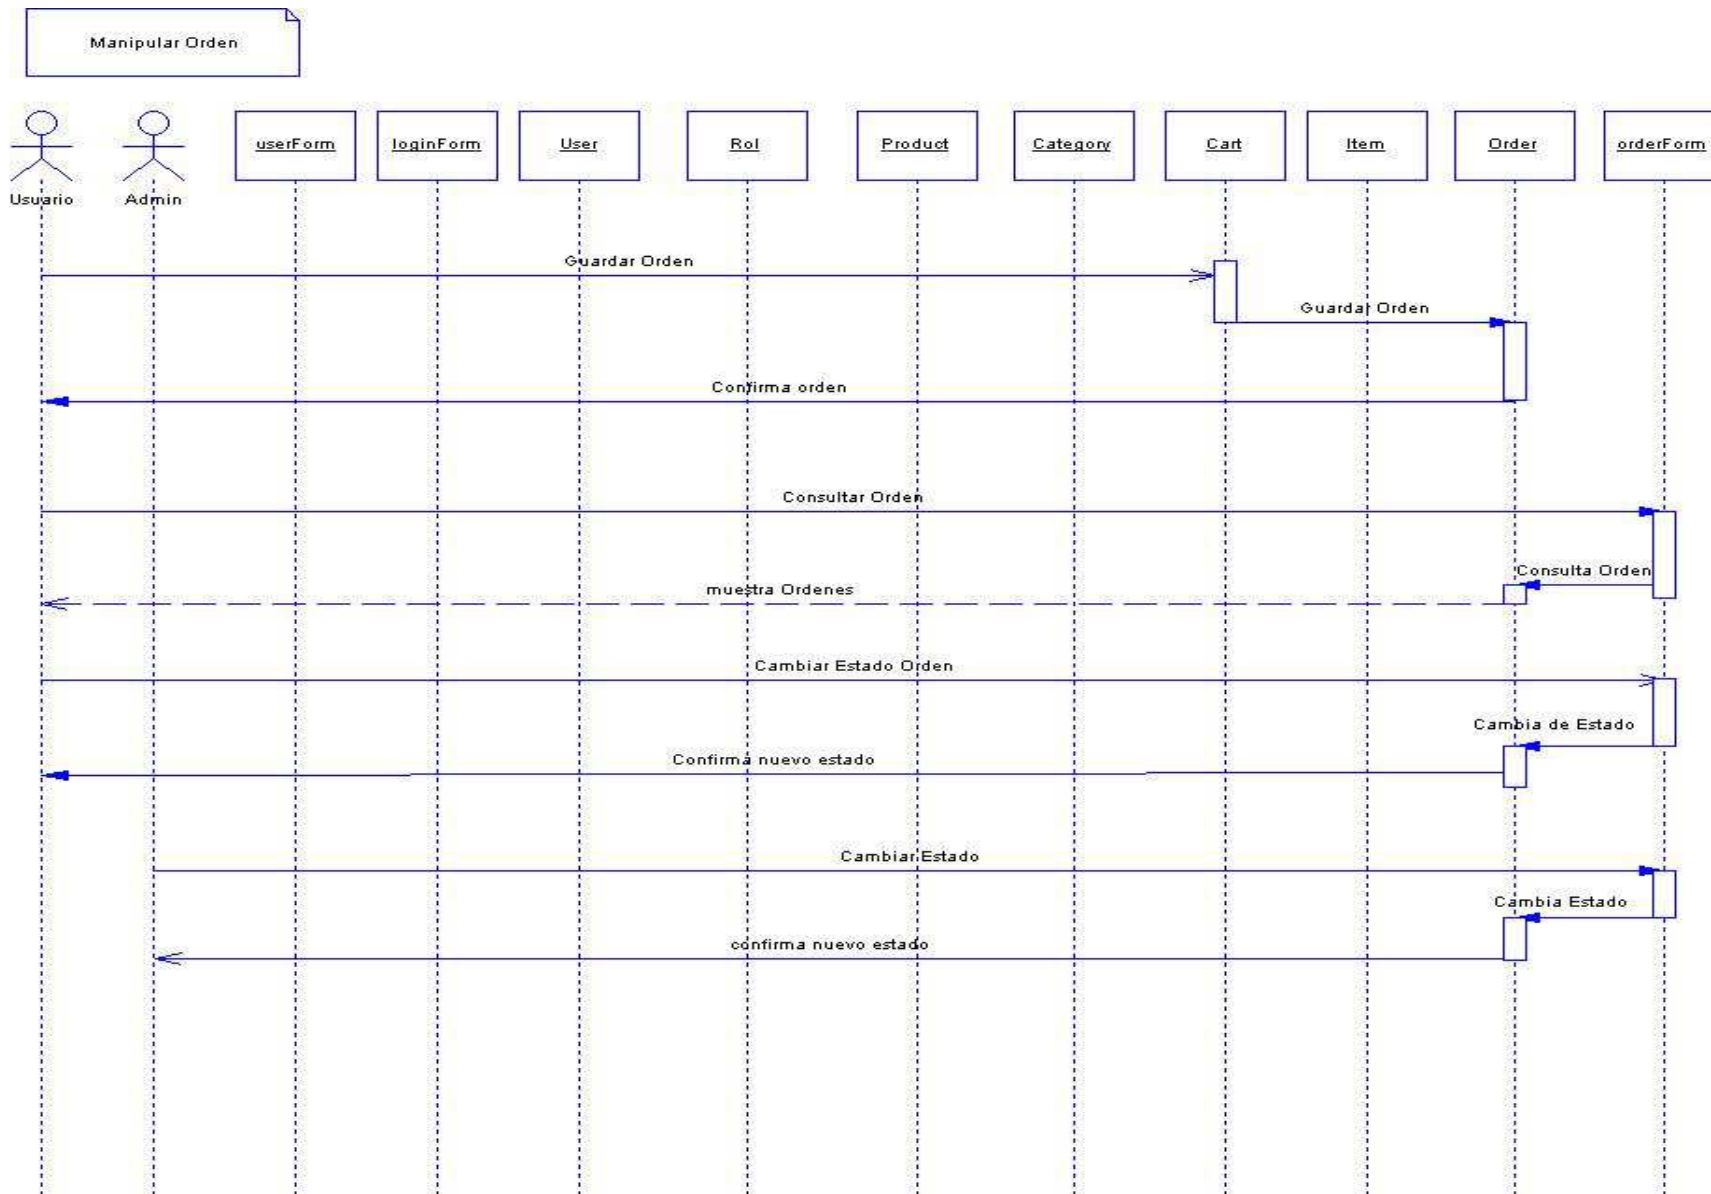 Manipular Orden
Usuario
Admin
userForm
loginForm
User
Rol
Product
Category
Cart
Item
Order
orderForm
Guardar Orden
Guardar Orden
Confirma orden
Consultar Orden
Consulta Orden
muestra Ordenes
Cambiar Estado Orden
Cambia de Estado
Confirma nuevo estado
Cambiar Estado
Cambia Estado
confirma nuevo estado